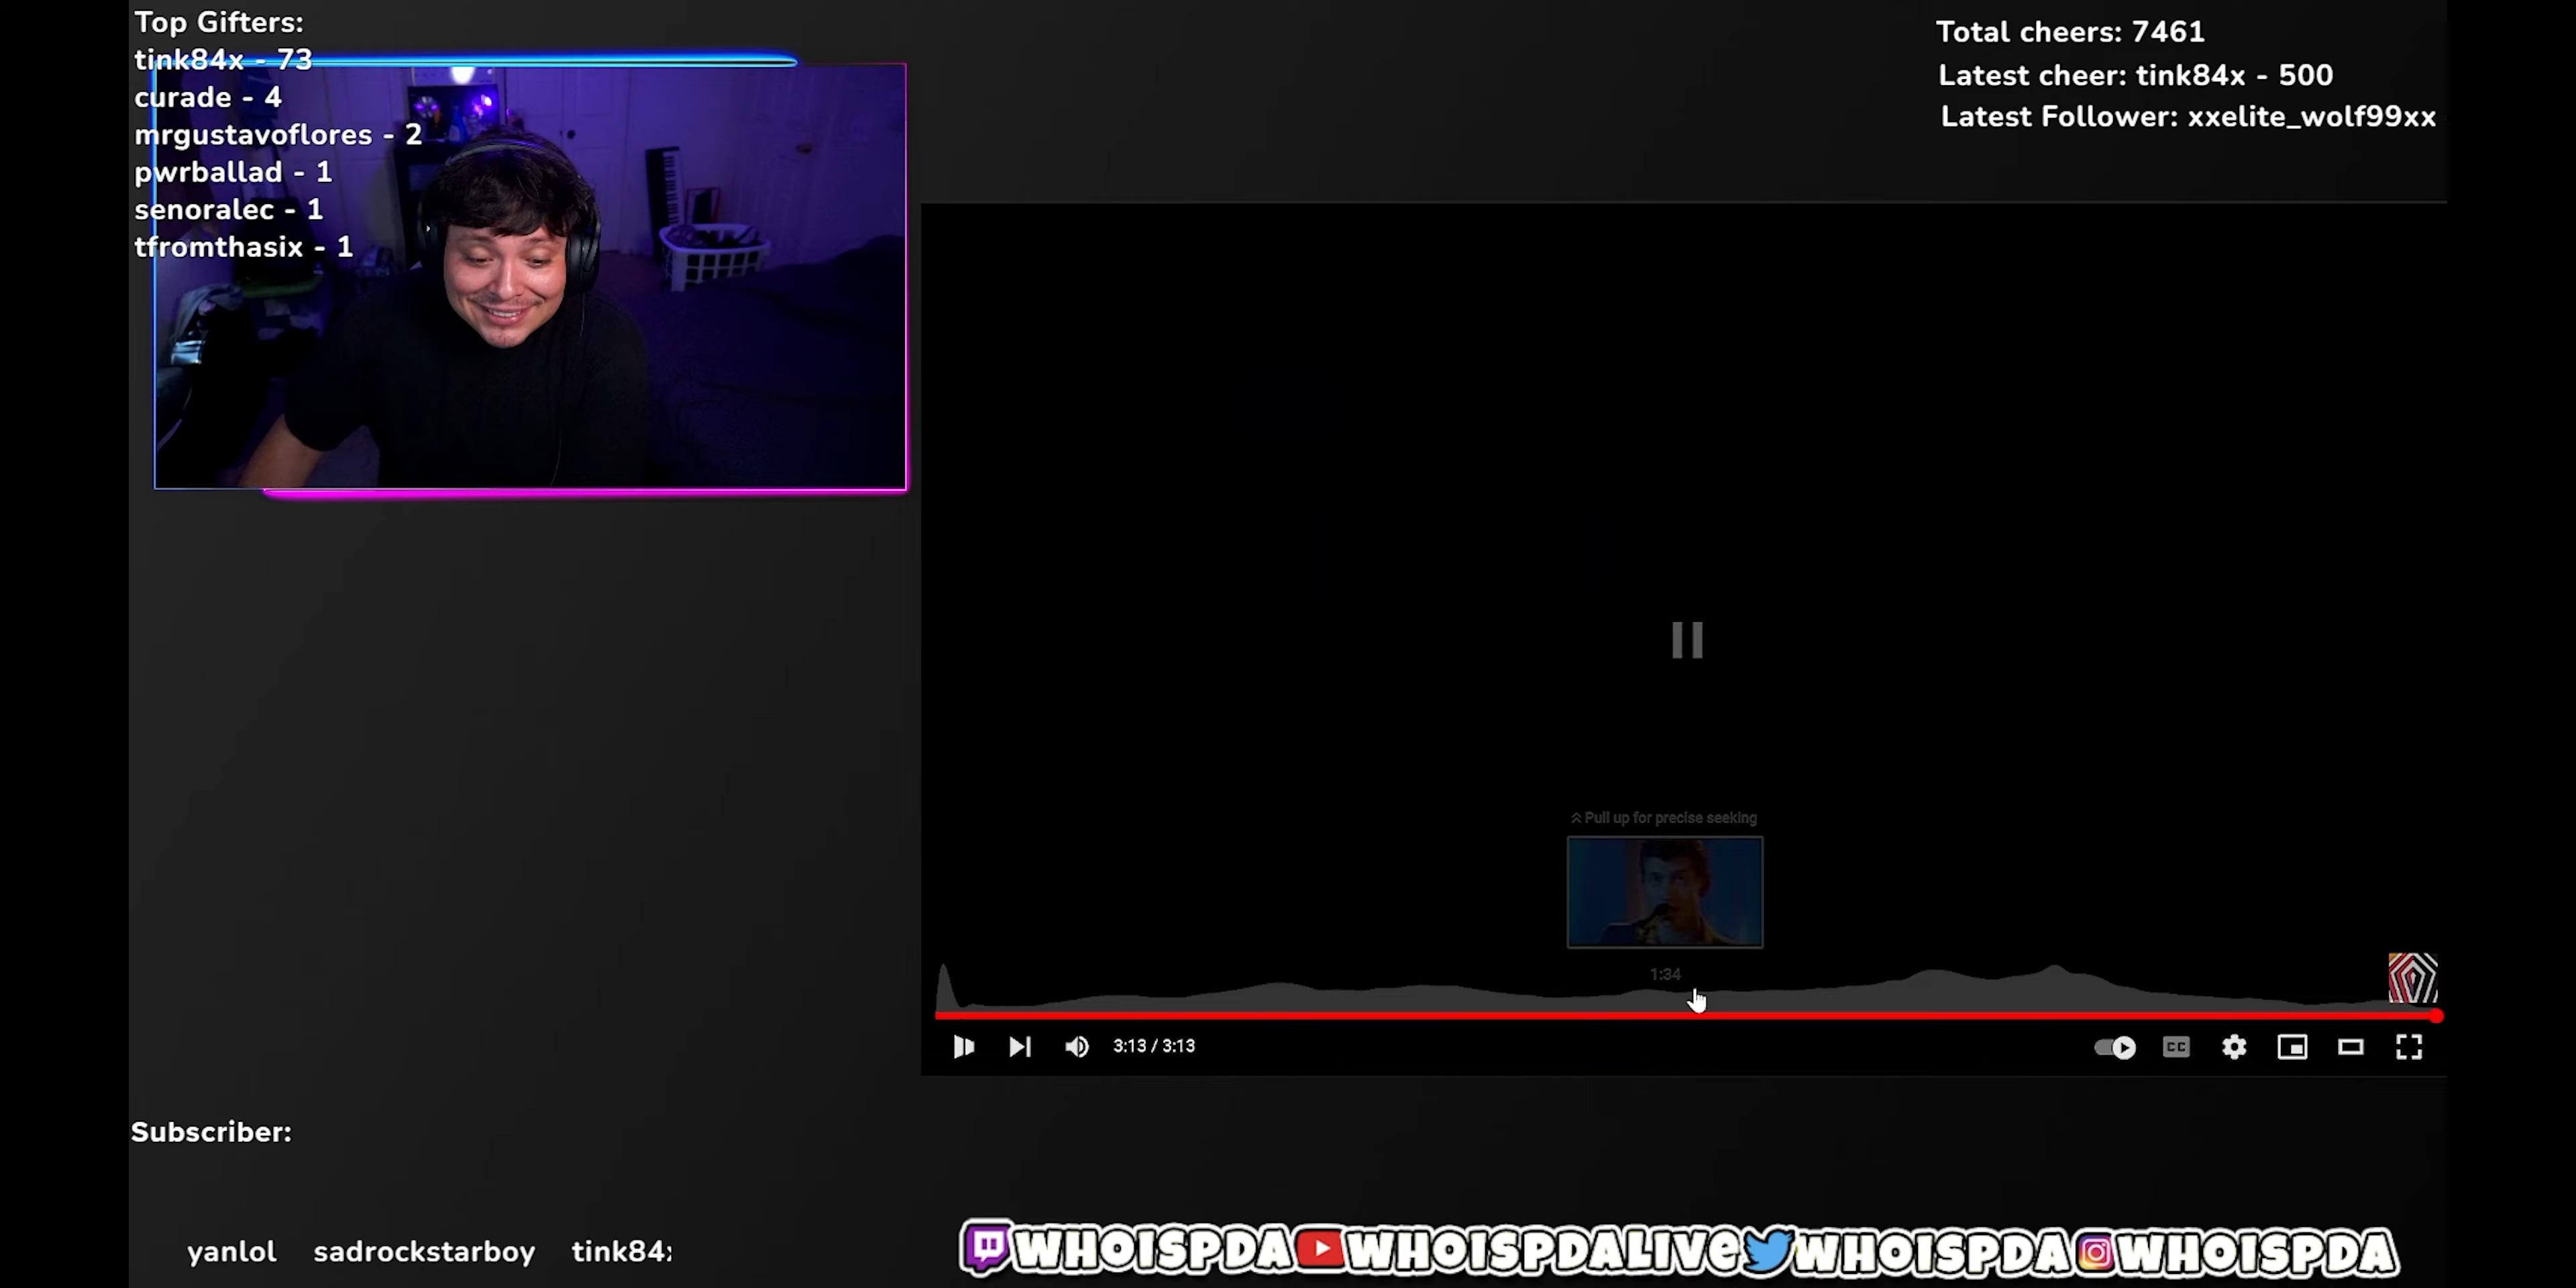 Top Gifters:
tink84x - 73
curade - 4
mrgustavoflores - 2
pwrballad - 1
senoralec - 1
tfromthasix - 1
Total cheers: 7461
Latest cheer: tink84x - 500
Latest Follower: xxelite_wolf99xx
Pull up for precise seeking
1:34
3:13 / 3:13
CC
Subscriber:
yanlol sadrockstarboy tink84
WHOISPDA WHOISPDALIVE WHOISPDA WHOISPDA